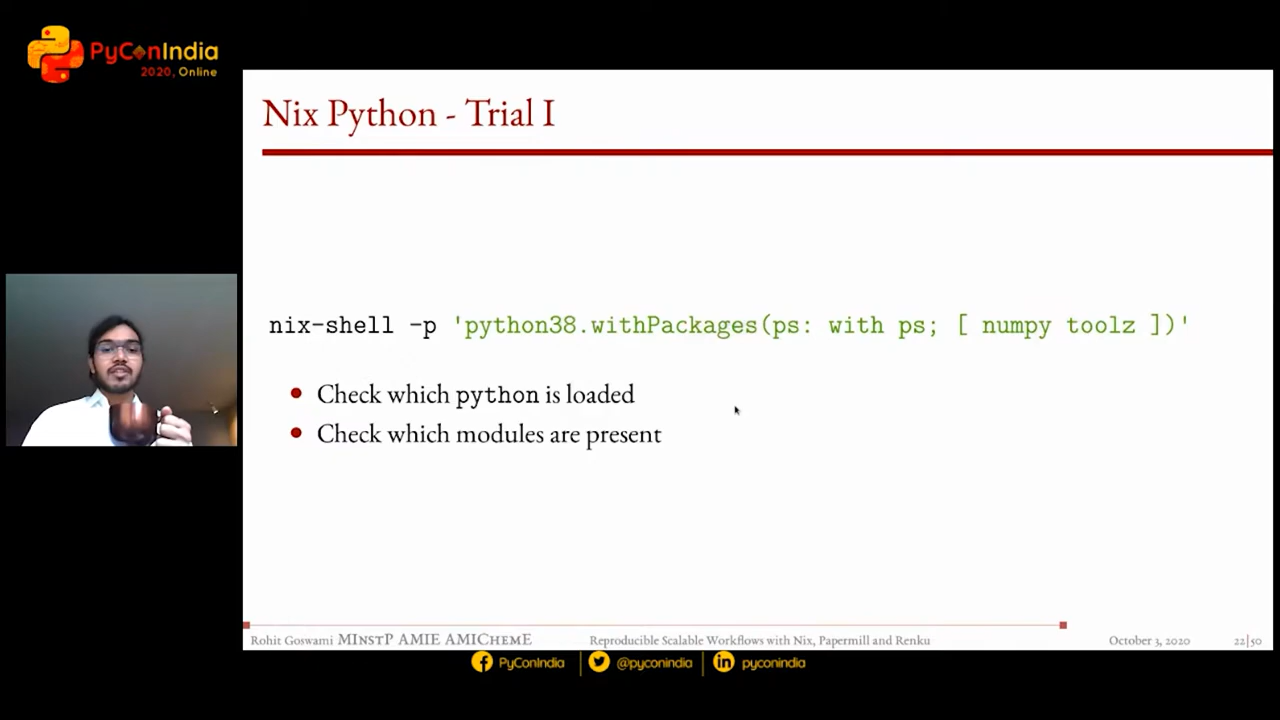 PyConIndia
2020, Online
Nix Python - Trial I
nix-shell -p 'python38.withPackages(ps: with ps; [ numpy toolz ])'
Check which python is loaded
Check which modules are present
Rohit Goswami MInstP AMIE AMIChemE Reproducible Scalable Workflows with Nix, Papermill and Renku October 3, 2020 22|50
PyConIndia @pyconindia pyconindia